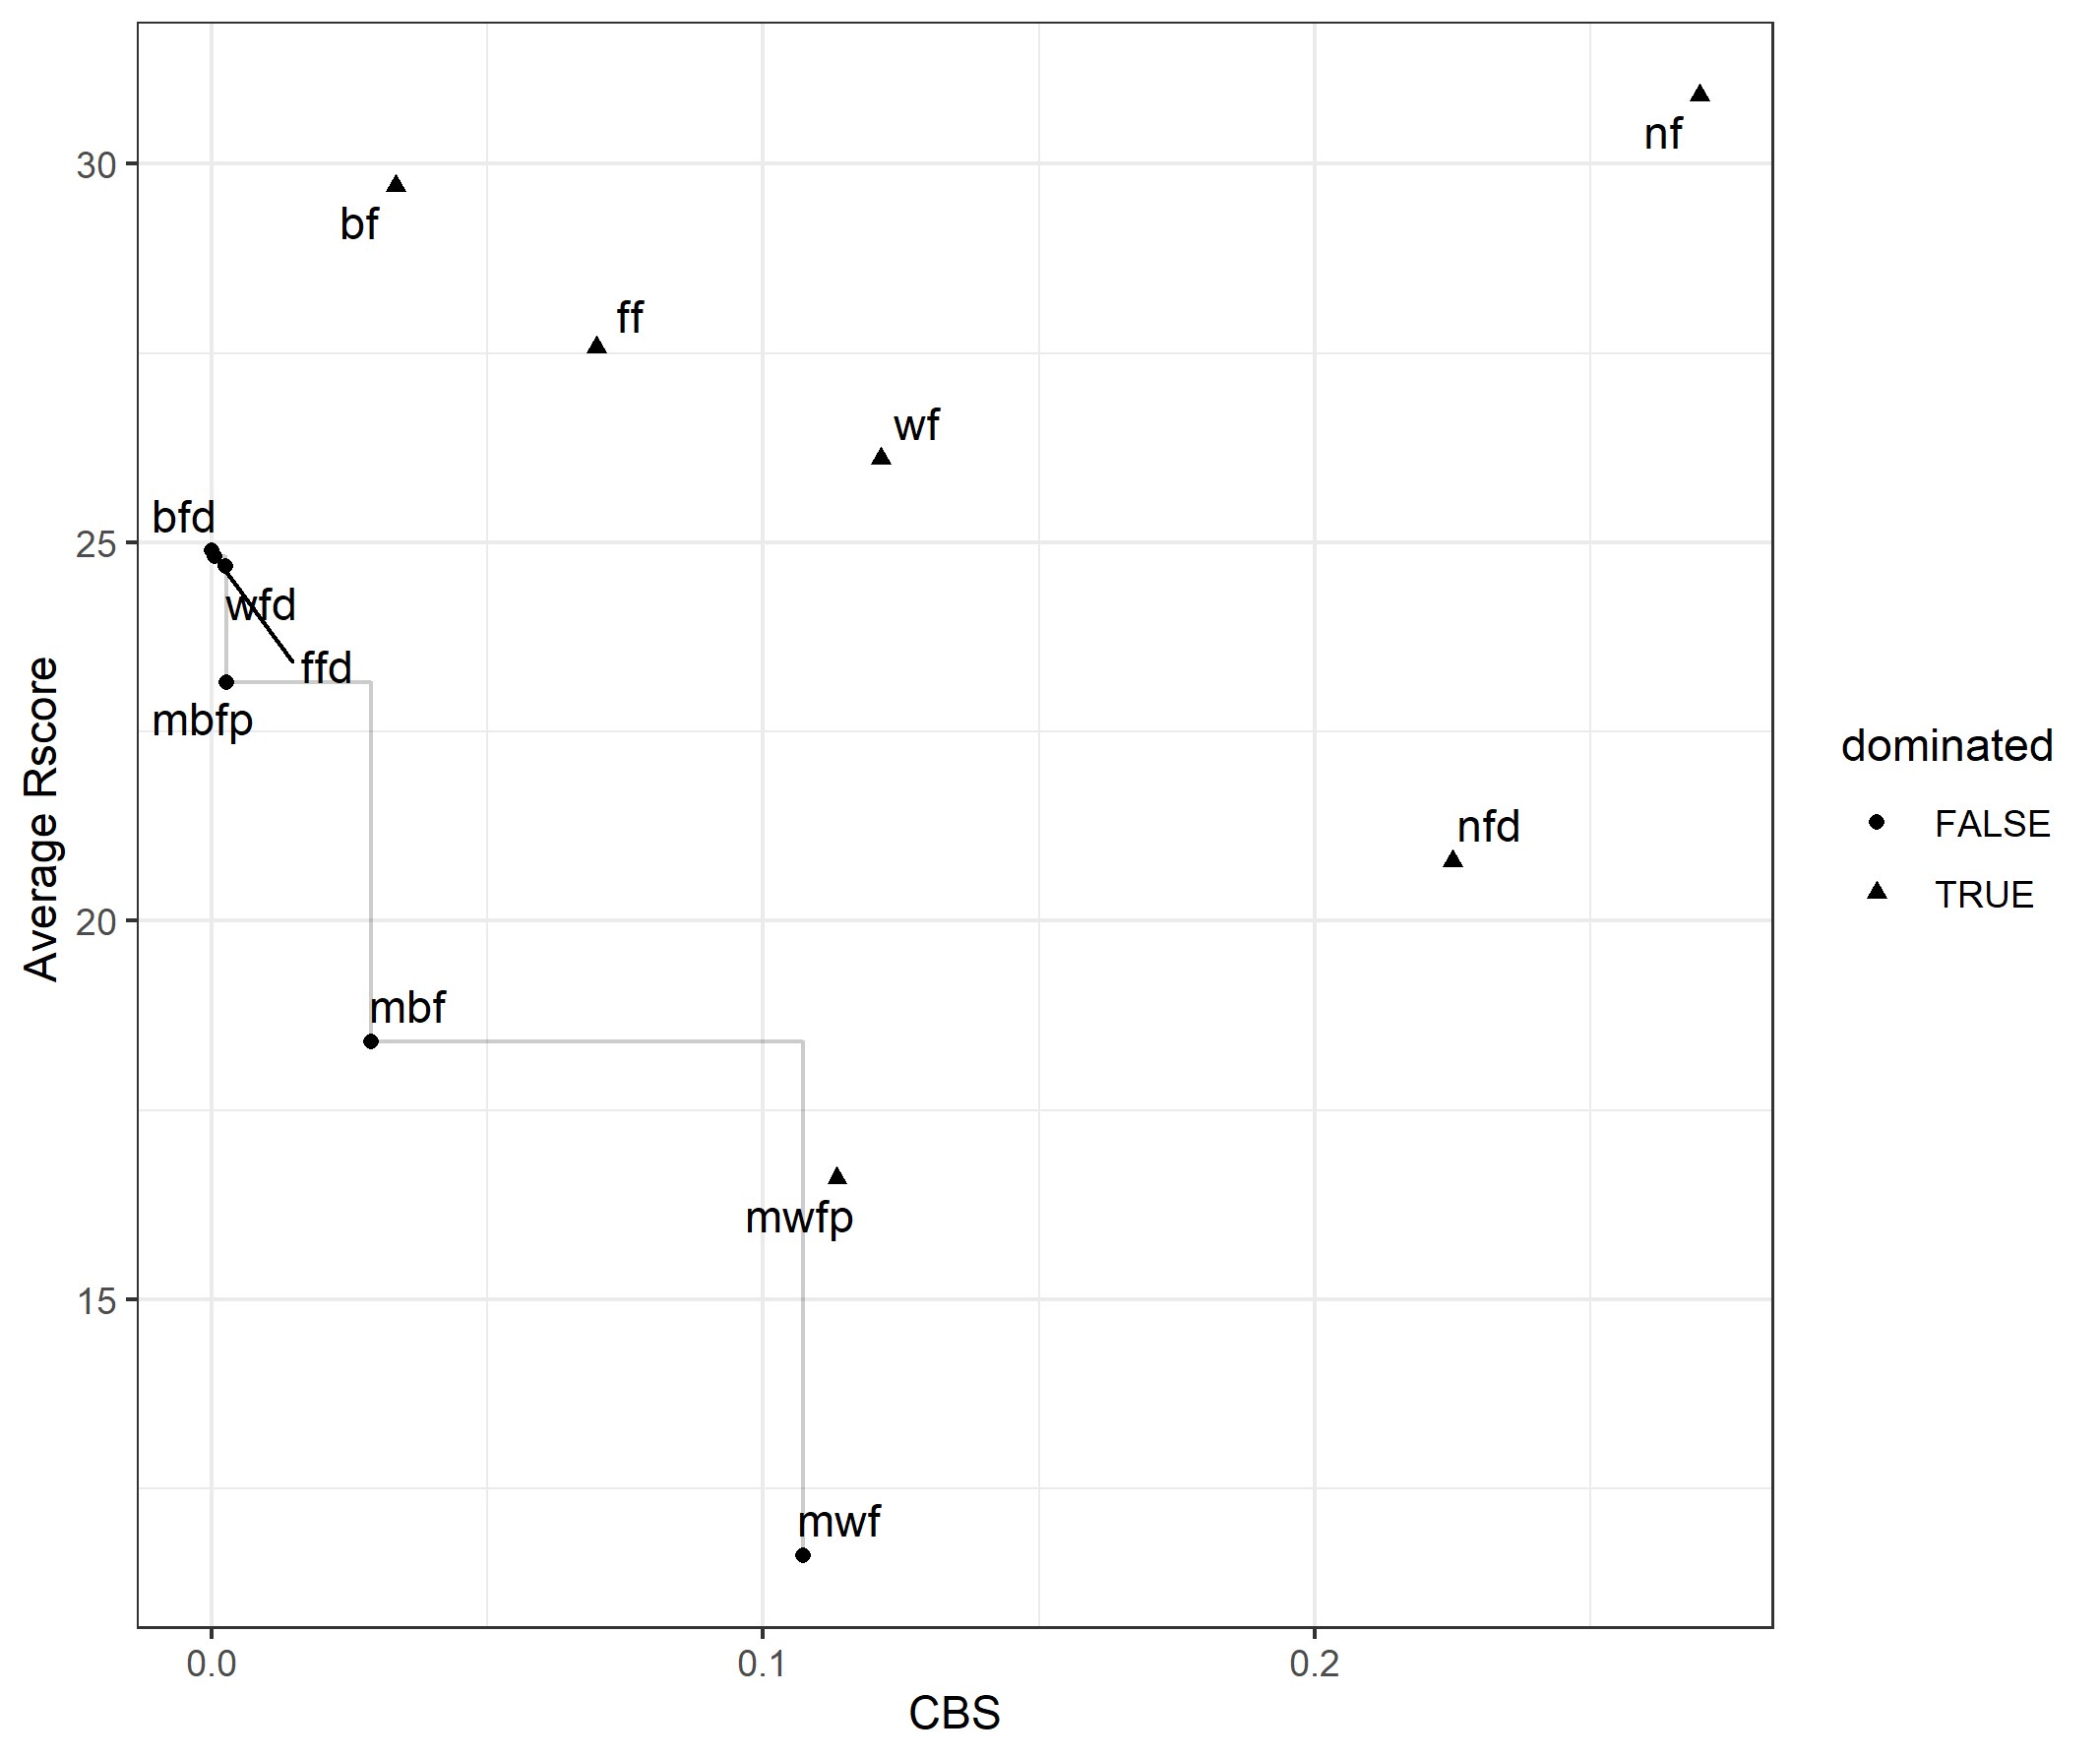 Average Rscore
30
25
20
15
nf
bf
ff
wf
bfd
wfd
ffd
mbfp
nfd
mbf
mwfp
mwf
0.0
0.1
0.2
CBS
dominated
FALSE
TRUE